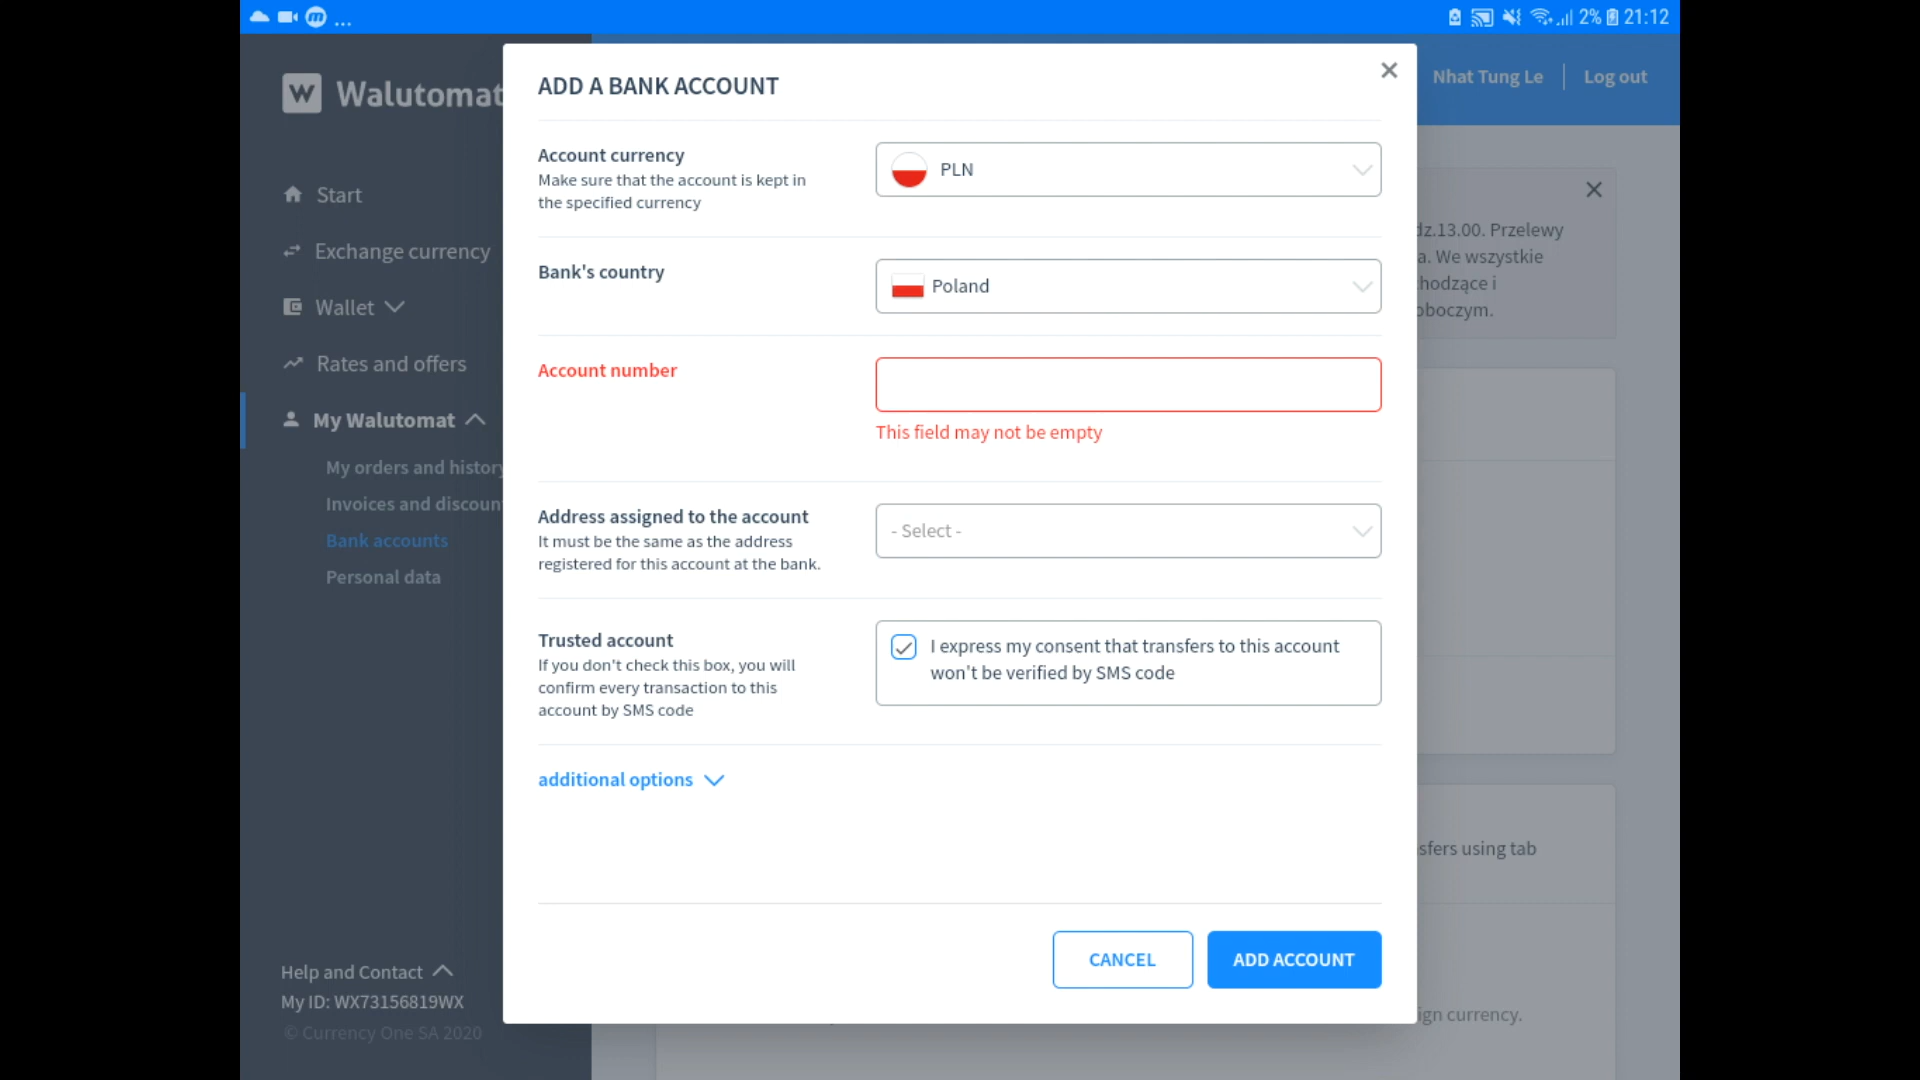 ...
2%
21:12
Walutomat
Nhat Tung Le
Log out
Start
Exchange currency
Wallet
Rates and offers
My Walutomat
My orders and history
Invoices and discoun
Bank accounts
Personal data
Help and Contact
My ID: WX73156819WX
© Currency One SA 2020
ADD A BANK ACCOUNT
Account currency
Make sure that the account is kept in
the specified currency
PLN
Bank's country
Poland
Account number
This field may not be empty
Address assigned to the account
It must be the same as the address
registered for this account at the bank.
- Select -
Trusted account
If you don't check this box, you will
confirm every transaction to this
account by SMS code
I express my consent that transfers to this account
won't be verified by SMS code
additional options
CANCEL
ADD ACCOUNT
dz.13.00. Przelewy
a. We wszystkie
hodzące i
oboczym.
sfers using tab
ign currency.